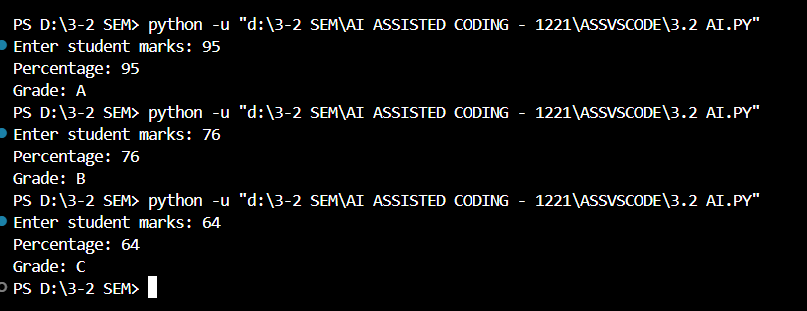 PS D:\3-2 SEM> python -u "d:\3-2 SEM\AI ASSISTED CODING - 1221\ASSVSCODE\3.2 AI.PY"
Enter student marks: 95
Percentage: 95
Grade: A
PS D:\3-2 SEM> python -u "d:\3-2 SEM\AI ASSISTED CODING - 1221\ASSVSCODE\3.2 AI.PY"
Enter student marks: 76
Percentage: 76
Grade: B
PS D:\3-2 SEM> python -u "d:\3-2 SEM\AI ASSISTED CODING - 1221\ASSVSCODE\3.2 AI.PY"
Enter student marks: 64
Percentage: 64
Grade: C
PS D:\3-2 SEM>